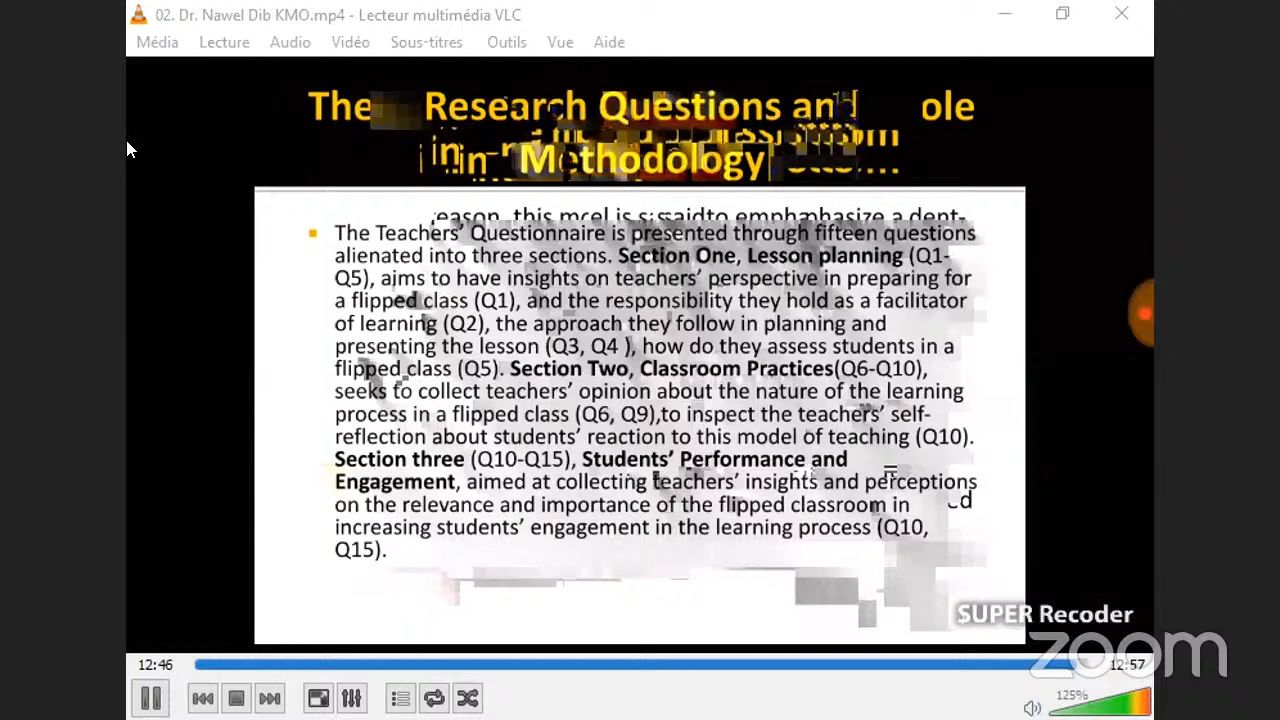 02. Dr. Nawel Dib KMO.mp4 - Lecteur multimédia VLC
Média Lecture Audio Vidéo Sous-titres Outils Vue Aide
The Research Questions and ole
in
Methodology
this is to emphasize a
The Teachers' Questionnaire is presented through fifteen questions
alienated into three sections. Section One, Lesson planning (Q1-
Q5), aims to have insights on teachers' perspective in preparing for
a flipped class (Q1), and the responsibility they hold as a facilitator
of learning (Q2), the approach they follow in planning and
presenting the lesson (Q3, Q4 ), how do they assess students in a
flipped class (Q5). Section Two, Classroom Practices(Q6-Q10),
seeks to collect teachers' opinion about the nature of the learning
process in a flipped class (Q6, Q9),to inspect the teachers' self-
reflection about students' reaction to this model of teaching (Q10).
Section three (Q10-Q15), Students' Performance and
Engagement, aimed at collecting teachers' insights and perceptions
on the relevance and importance of the flipped classroom in
increasing students' engagement in the learning process (Q10,
Q15).
SUPER Recoder
zoom
12:46 12:57
125%